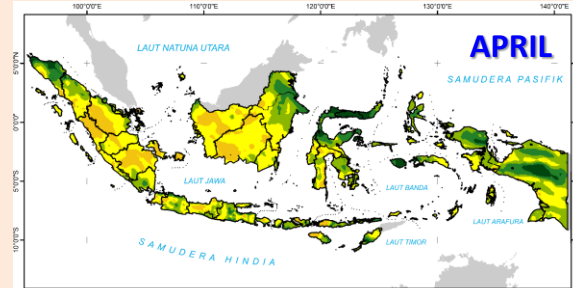 100°0'0"E 110°0'0"E 120°0'0"E 130°0'0"E 140°0'0"E
APRIL
LAUT NATUNA UTARA
SAMUDERA PASIFIK
LAUT JAWA
LAUT BANDA
LAUT ARAFURA
LAUT TIMOR
SAMUDERA HINDIA